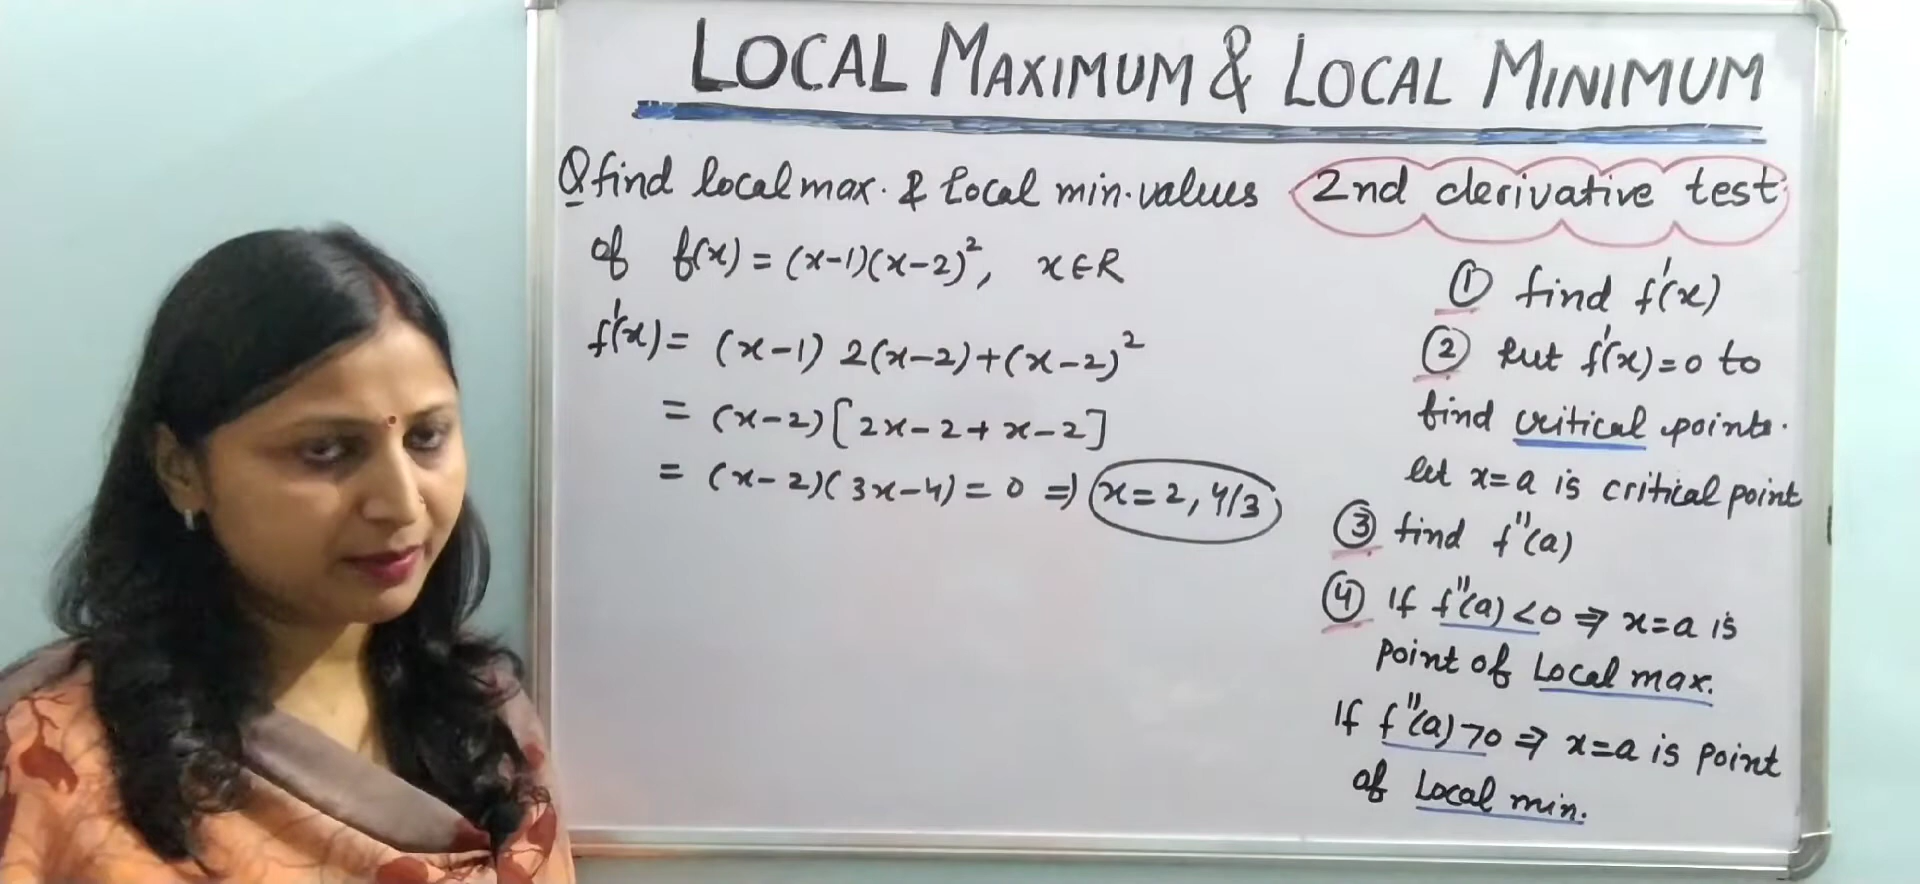 LOCAL MAXIMUM & LOCAL MINIMUM
Q find local max. & local min. values
of f(x) = (x-1)(x-2)², x∈R
f'(x) = (x-1) 2(x-2)+(x-2)²
= (x-2)[2x-2+x-2]
= (x-2)(3x-4) = 0 ⇒ x=2, 4/3
2nd derivative test
① find f'(x)
② Put f'(x)=0 to
find critical points.
let x=a is critical point
③ find f''(a)
④ If f''(a)<0 ⇒ x=a is
point of Local max.
If f''(a)>0 ⇒ x=a is point
of Local min.